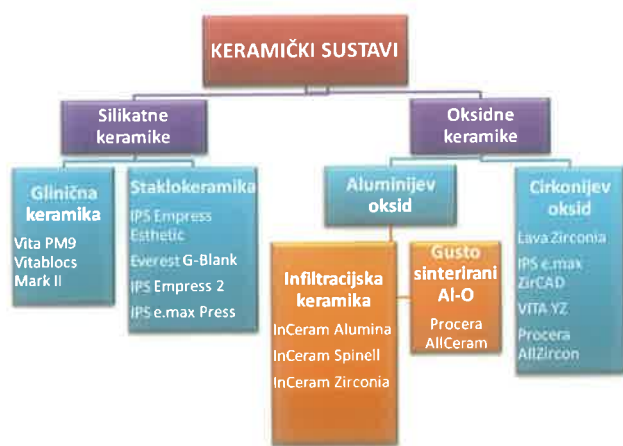 KERAMIČKI SUSTAVI
Silikatne
keramike
Oksidne
keramike
Glinična
keramika
Vita PM9
Vitablocs
Mark II
Staklokeramika
IPS Empress
Esthetic
Everest G-Blank
IPS Empress 2
IPS e.max Press
Aluminijev
oksid
Infiltracijska
keramika
InCeram Alumina
InCeram Spinell
InCeram Zirconia
Gusto
sinterirani
Al-O
Procera
AllCeram
Cirkonijev
oksid
Lava Zirconia
IPS e.max
ZirCAD
VITA YZ
Procera
AllZircon